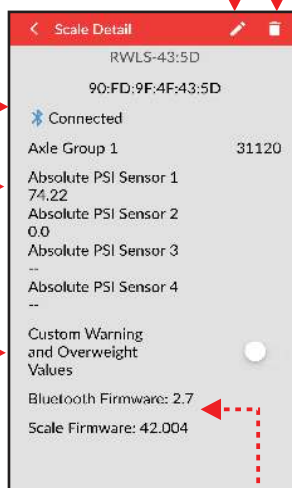 Scale Detail
RWLS-43:5D
90:FD:9F:4F:43:5D
Connected
Axle Group 1 31120
Absolute PSI Sensor 1
74.22
Absolute PSI Sensor 2
0.0
Absolute PSI Sensor 3
--
Absolute PSI Sensor 4
--
Custom Warning
and Overweight
Values
Bluetooth Firmware: 2.7
Scale Firmware: 42.004